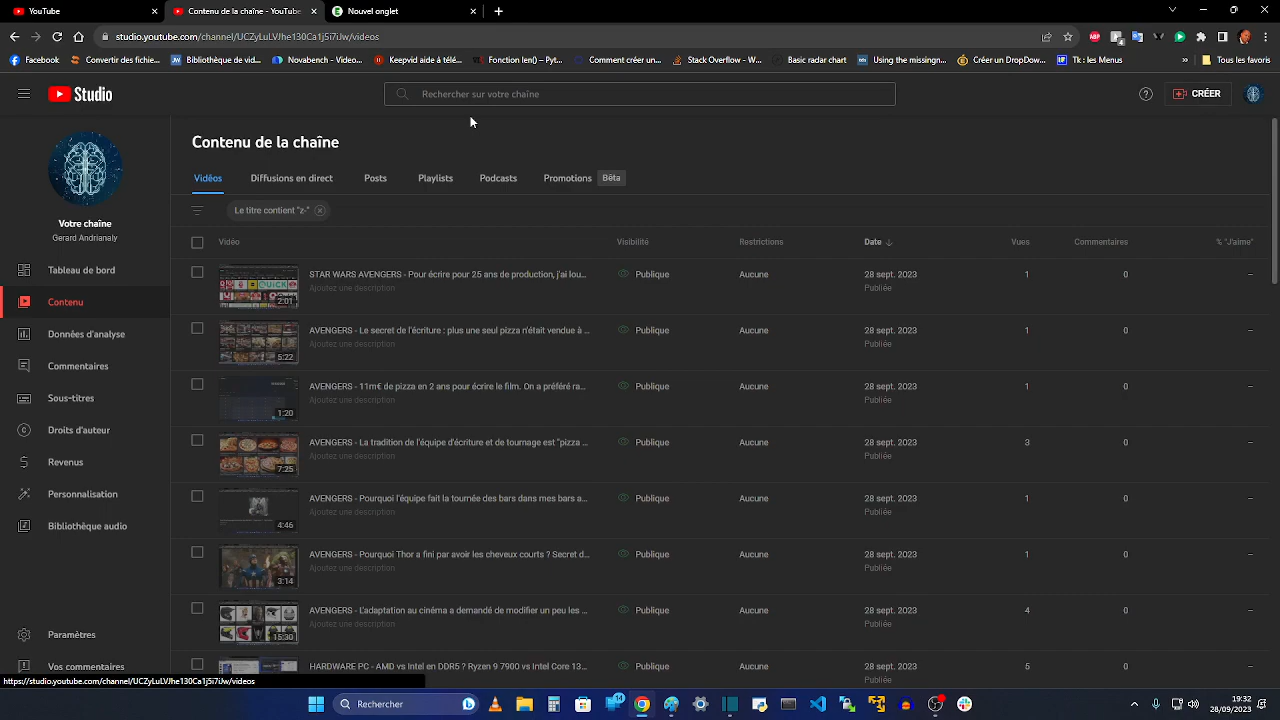 YouTube
Contenu de la chaîne - YouTube
Nouvel onglet
studio.youtube.com/channel/UCZyLuLVJhe130Ca1j5i7iJw/videos
Facebook
Convertir des fichie...
Bibliothèque de vid...
Novatech - Vidéo...
Keepvid aide à télé...
Fonction len() - Pyt...
Comment créer un...
Stack Overflow - W...
Basic radar chart
Using the missingn...
Créer un DropDow...
Tk: les Menus
»
Tous les favoris
Studio
Rechercher sur votre chaîne
CRÉER
Contenu de la chaîne
Vidéos
Diffusions en direct
Posts
Playlists
Podcasts
Promotions
Bêta
Votre chaîne
Gerard Andrianaly
Le titre contient "z-"
Tableau de bord
Contenu
Données d'analyse
Commentaires
Sous-titres
Droits d'auteur
Revenus
Personnalisation
Bibliothèque audio
Paramètres
Vos commentaires
Vidéo
Visibilité
Restrictions
Date
Vues
Commentaires
% "J'aime"
STAR WARS AVENGERS - Pour écrire pour 25 ans de production, j'ai lou...
Ajoutez une description
QUICK
2:01
Publique
Aucune
28 sept. 2023
Publiée
1
0
–
AVENGERS - Le secret de l'écriture : plus une seul pizza n'était vendue à ...
Ajoutez une description
5:22
Publique
Aucune
28 sept. 2023
Publiée
1
0
–
AVENGERS - 11m€ de pizza en 2 ans pour écrire le film. On a préféré ra...
Ajoutez une description
1:20
Publique
Aucune
28 sept. 2023
Publiée
1
0
–
AVENGERS - La tradition de l'équipe d'écriture et de tournage est "pizza ...
Ajoutez une description
7:25
Publique
Aucune
28 sept. 2023
Publiée
3
0
–
AVENGERS - Pourquoi l'équipe fait la tournée des bars dans mes bars a...
Ajoutez une description
4:46
Publique
Aucune
28 sept. 2023
Publiée
1
0
–
AVENGERS - Pourquoi Thor a fini par avoir les cheveux courts ? Secret d...
Ajoutez une description
3:14
Publique
Aucune
28 sept. 2023
Publiée
1
0
–
AVENGERS - L'adaptation au cinéma a demandé de modifier un peu les ...
Ajoutez une description
15:30
Publique
Aucune
28 sept. 2023
Publiée
4
0
–
HARDWARE PC - AMD vs Intel en DDR5 ? Ryzen 9 7900 vs Intel Core 13...
Publique
Aucune
28 sept. 2023
5
0
–
https://studio.youtube.com/channel/UCZyLuLVJhe130Ca1j5i7iJw/videos
Rechercher
14
19:32
28/09/2023